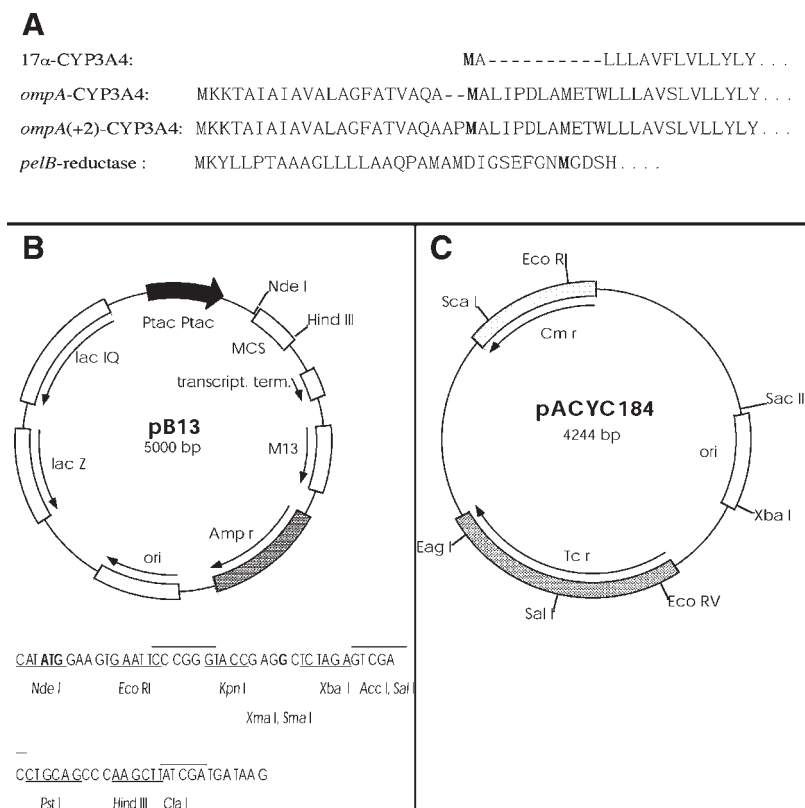 A
17α-CYP3A4: MA----------LLLAVFLVLLYLY...
ompA-CYP3A4: MKKTAIAIAVALAGFATVAQA--MALIPDLAMETWLLLAVSLVLLYLY...
ompA(+2)-CYP3A4: MKKTAIAIAVALAGFATVAQAAPMALIPDLAMETWLLLAVSLVLLYLY...
pelB-reductase : MKYLLPTAAAGLLLLAAQPAMAMDIGSEFGNMGDSH....
B
Nde I
Hind III
Ptac Ptac
MCS
lac IQ
transcript. term.
pB13
5000 bp
M13
lac Z
Amp r
ori
CAT ATG GAA GTG AAT TCC CGG GTA CCG AGG CTC TAG AGT CGA
Nde I Eco RI Kpn I Xba I Acc I, Sal I
Xma I, Sma I
CCT GCA GCC CAA GCT TAT CGA TGA TAA G
Pst I Hind III Cla I
C
Eco R
Sca I
Cm r
pACYC184
4244 bp
Sac II
ori
Xba I
Eag I
Tc r
Sal I
Eco RV